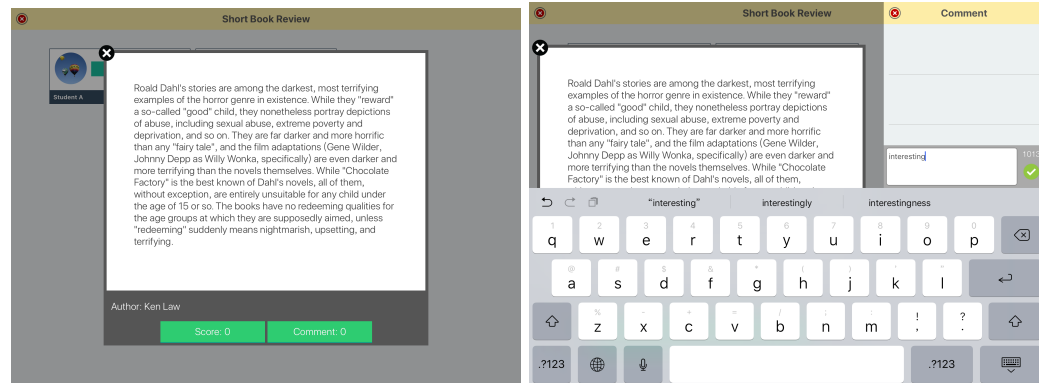 Short Book Review
Student A
Roald Dahl's stories are among the darkest, most terrifying
examples of the horror genre in existence. While they "reward"
a so-called "good" child, they nonetheless portray depictions
of abuse, including sexual abuse, extreme poverty and
deprivation, and so on. They are far darker and more horrific
than any "fairy tale", and the film adaptations (Gene Wilder,
Johnny Depp as Willy Wonka, specifically) are even darker and
more terrifying than the novels themselves. While "Chocolate
Factory" is the best known of Dahl's novels, all of them,
without exception, are entirely unsuitable for any child under
the age of 15 or so. The books have no redeeming qualities for
the age groups at which they are supposedly aimed, unless
"redeeming" suddenly means nightmarish, upsetting, and
terrifying.
Author: Ken Law
Score: 0 Comment: 0
Short Book Review
Comment
Roald Dahl's stories are among the darkest, most terrifying
examples of the horror genre in existence. While they "reward"
a so-called "good" child, they nonetheless portray depictions
of abuse, including sexual abuse, extreme poverty and
deprivation, and so on. They are far darker and more horrific
than any "fairy tale", and the film adaptations (Gene Wilder,
Johnny Depp as Willy Wonka, specifically) are even darker and
more terrifying than the novels themselves. While "Chocolate
Factory" is the best known of Dahl's novels, all of them,
interesting
1013
"interesting" interestingly interestingness
1 2 3 4 5 6 7 8 9 0
q w e r t y u i o p
@ # $ & * ( ) ' "
a s d f g h j k l
% - + = / ; :
z x c v b n m ! , ? .
.?123 .?123